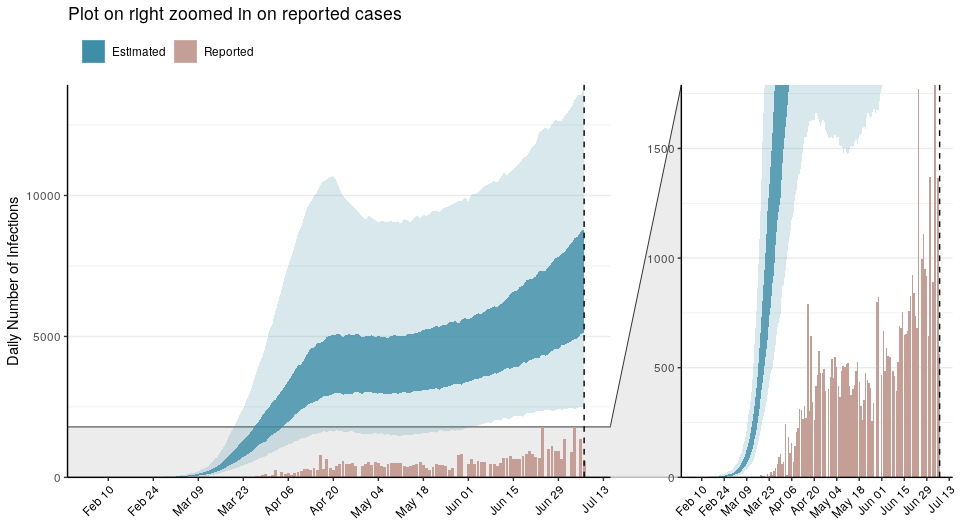 Plot on right zoomed in on reported cases
Estimated Reported
Daily Number of Infections
10000
5000
0
Feb 10 Feb 24 Mar 09 Mar 23 Apr 06 Apr 20 May 04 May 18 Jun 01 Jun 15 Jun 29 Jul 13
1500
1000
500
0
Feb 10 Feb 24 Mar 09 Mar 23 Apr 06 Apr 20 May 04 May 18 Jun 01 Jun 15 Jun 29 Jul 13